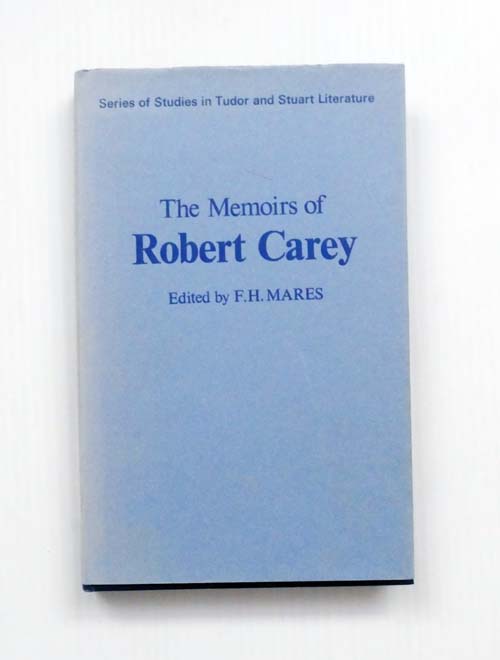 Series of Studies in Tudor and Stuart Literature
The Memoirs of
Robert Carey
Edited by F.H. MARES